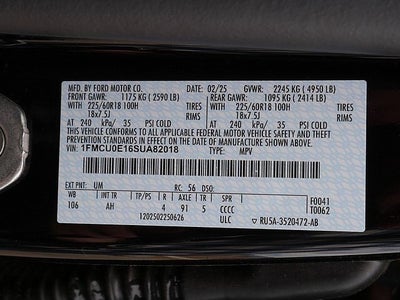 MFD. BY FORD MOTOR CO. 02/25 GVWR: 2245 KG ( 4950 LB)
FRONT GAWR: 1175 KG ( 2590 LB) REAR GAWR: 1095 KG ( 2414 LB)
WITH 225/60R18 100H TIRES WITH 225/60R18 100H TIRES
18x7.5J RIMS 18x7.5J RIMS
AT 240 kPa/ 35 PSI COLD AT 240 kPa/ 35 PSI COLD
THIS VEHICLE CONFORMS TO ALL APPLICABLE FEDERAL MOTOR VEHICLE SAFETY
AND THEFT PREVENTION STANDARDS IN EFFECT ON THE DATE OF MANUFACTURE SHOWN ABOVE.
VIN: 1FMCU0E16SUA82018
TYPE: MPV
EXT PNT: UM RC: 56 DSO:
WB INT TR R AXLE TR SPR F0041
106 AH 4 91 5 CCCC T0062
1202502250626 ULC RU5A-3520472-AB